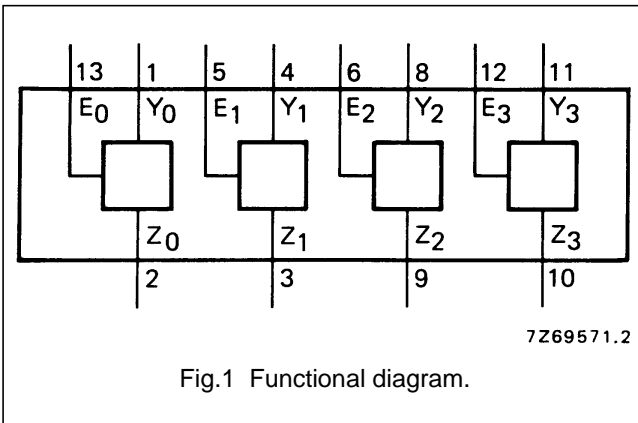 13 1 5 4 6 8 12 11
E0 Y0 E1 Y1 E2 Y2 E3 Y3
Z0 Z1 Z2 Z3
2 3 9 10
7Z69571.2
Fig.1 Functional diagram.